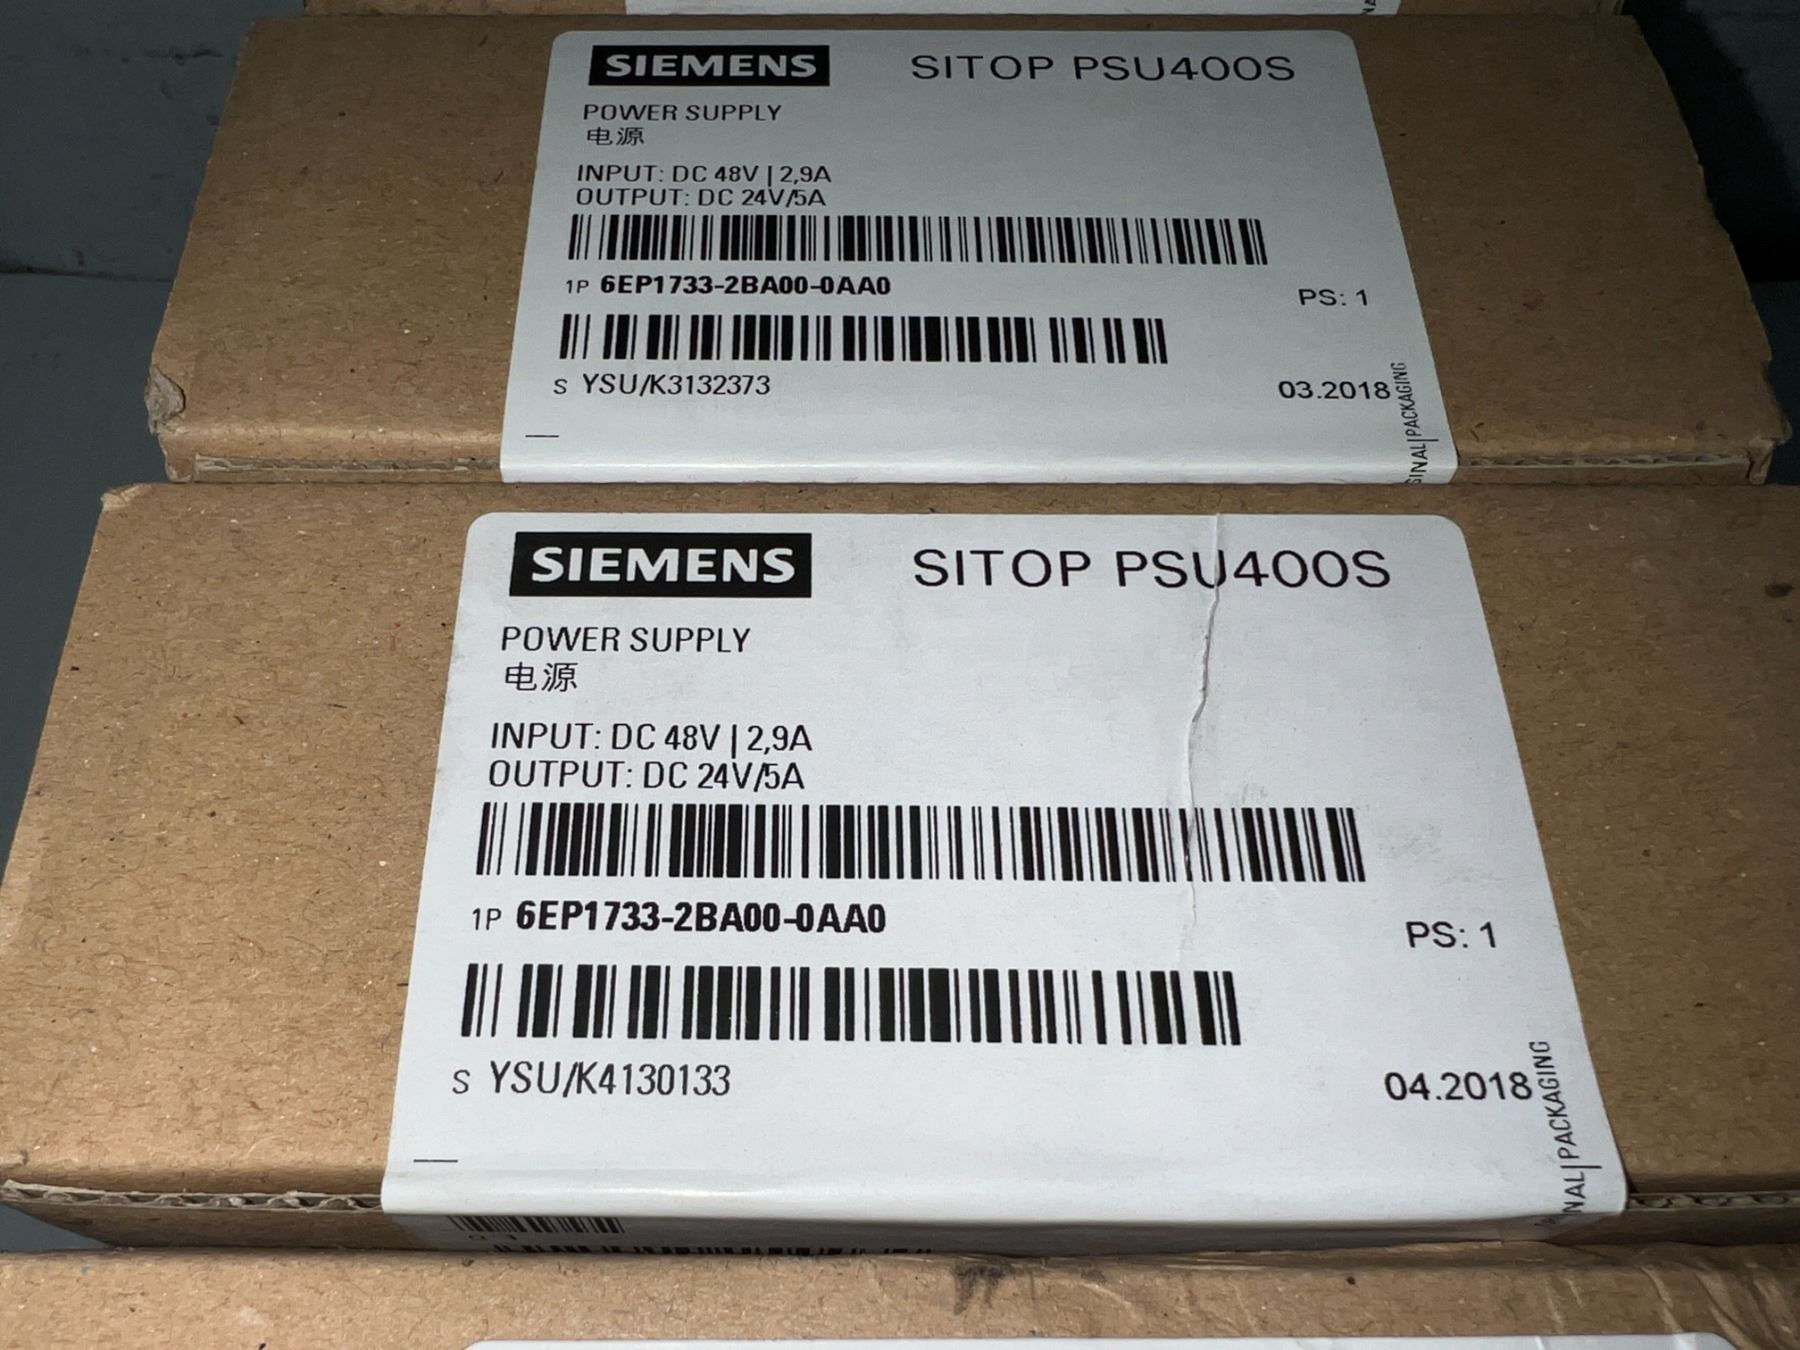 SIEMENS SITOP PSU400S
POWER SUPPLY
电源
INPUT: DC 48V | 2,9A
OUTPUT: DC 24V/5A
1P 6EP1733-2BA00-0AA0
PS: 1
S YSU/K3132373
03.2018
PACKAGING
SIEMENS SITOP PSU400S
POWER SUPPLY
电源
INPUT: DC 48V | 2,9A
OUTPUT: DC 24V/5A
1P 6EP1733-2BA00-0AA0
PS: 1
S YSU/K4130133
04.2018
PACKAGING